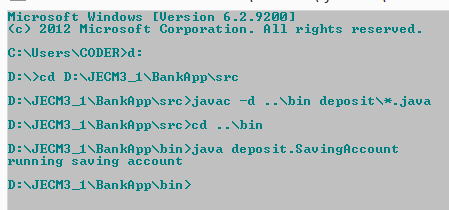 Microsoft Windows [Version 6.2.9200]
(c) 2012 Microsoft Corporation. All rights reserved.
C:\Users\CODER>d:
D:\>cd D:\JECM3_1\BankApp\src
D:\JECM3_1\BankApp\src>javac -d ..\bin deposit\*.java
D:\JECM3_1\BankApp\src>cd ..\bin
D:\JECM3_1\BankApp\bin>java deposit.SavingAccount
running saving account
D:\JECM3_1\BankApp\bin>